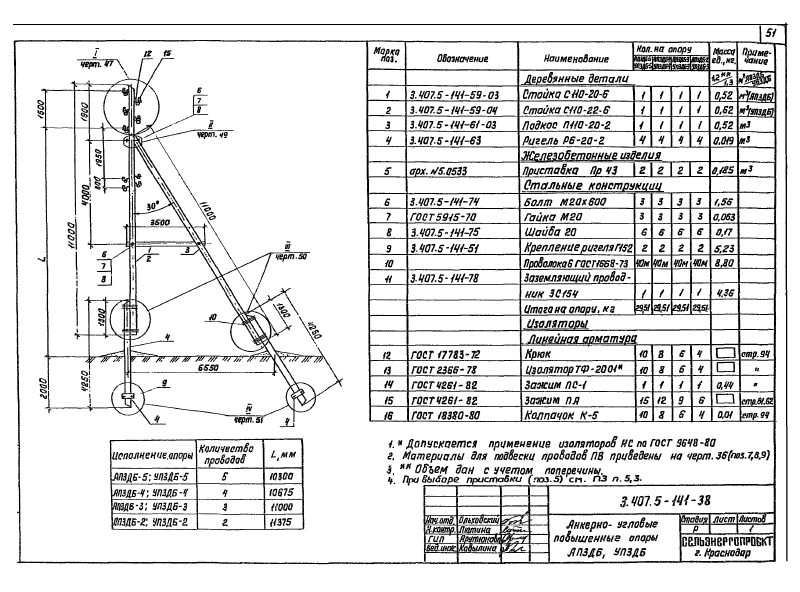 51
I
черт. 47
12
15
6
7
8
II
черт. 49
1600
1900
1950
800
4000
11000
L
30°
11000
3600
6
7
8
1
2
3
III
черт. 50
1300
1300
10
4250
4
6650
4250
2000
9
4
IV
черт. 51
4
Исполнение опоры | Количество проводов | L, мм
АПЗДБ-5; УПЗДБ-5 | 5 | 10300
АПЗДБ-4; УПЗДБ-4 | 4 | 10675
АПЗДБ-3; УПЗДБ-3 | 3 | 11000
АПЗДБ-2; УПЗДБ-2 | 2 | 11375
Марка поз. | Обозначение | Наименование | Кол. на опору | Масса ед., кг. | Примечание
Деревянные детали | 1,2 ** | 1,3
1 | 3.407.5-141-59-03 | Стойка С110-20-6 | 1 | 1 | 1 | 1 | 0,52 | м³(АПЗДБ)
2 | 3.407.5-141-59-04 | Стойка С110-22-6 | 1 | 1 | 1 | 1 | 0,62 | м³(УПЗДБ)
3 | 3.407.5-141-61-03 | Подкос П110-20-2 | 1 | 1 | 1 | 1 | 0,52 | м³
4 | 3.407.5-141-63 | Ригель Р6-20-2 | 4 | 4 | 4 | 4 | 0,019 | м³
Железобетонные изделия
5 | арх. №5.0533 | Приставка Пр 43 | 2 | 2 | 2 | 2 | 0,185 | м³
Стальные конструкции
6 | 3.407.5-141-74 | Болт М20х600 | 3 | 3 | 3 | 3 | 1,56
7 | ГОСТ 5915-70 | Гайка М20 | 3 | 3 | 3 | 3 | 0,063
8 | 3.407.5-141-75 | Шайба 20 | 6 | 6 | 6 | 6 | 0,17
9 | 3.407.5-141-51 | Крепление ригеля Г152 | 2 | 2 | 2 | 2 | 5,23
10 | Проволока 6 ГОСТ 1668-73 | 40м | 40м | 40м | 40м | 8,80
11 | 3.407.5-141-78 | Заземляющий провод-
ник ЗС154 | 1 | 1 | 1 | 1 | 4,36
Итого на опору, кг | 29,51 | 29,51 | 29,51 | 29,51
Изоляторы
Линейная арматура
12 | ГОСТ 17783-72 | Крюк | 10 | 8 | 6 | 4 | стр. 94
13 | ГОСТ 2366-78 | Изолятор ТФ-2001* | 10 | 8 | 6 | 4 | "
14 | ГОСТ 4261-82 | Зажим ПС-1 | 1 | 1 | 1 | 1 | 0,44 | "
15 | ГОСТ 4261-82 | Зажим ПА | 15 | 12 | 9 | 6 | стр. 61,62
16 | ГОСТ 18380-80 | Колпачок К-5 | 10 | 8 | 6 | 4 | 0,01 | стр. 94
1. * Допускается применение изоляторов НС по ГОСТ 9648-80
2. Материалы для подвески проводов ПВ приведены на черт. 36 (поз. 7,8,9)
3. ** Объем дан с учетом поперечины.
4. При выборе приставки (поз. 5) см. ПЗ п. 5,3.
3.407.5-141-38
Нач. отд. Ольховский
Н. контр. Лютина
ГИП
Вед. инж. Ковылина
Анкерно-угловые повышенные опоры АПЗДБ, УПЗДБ
Стадия | Лист | Листов
Р | 1
СЕЛЬЭНЕРГОПРОЕКТ
г. Краснодар